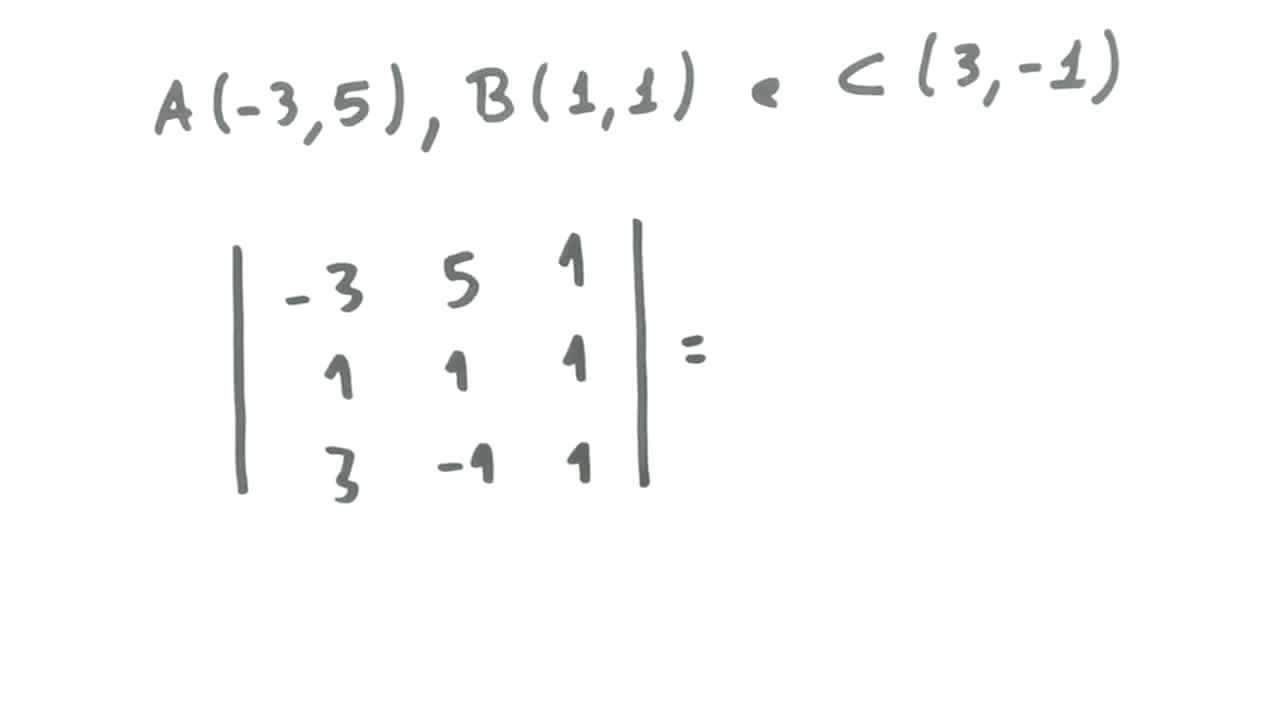 A(-3,5), B(1,1) e C(3,-1)
| -3 5 1 |
| 1 1 1 | =
| 3 -1 1 |